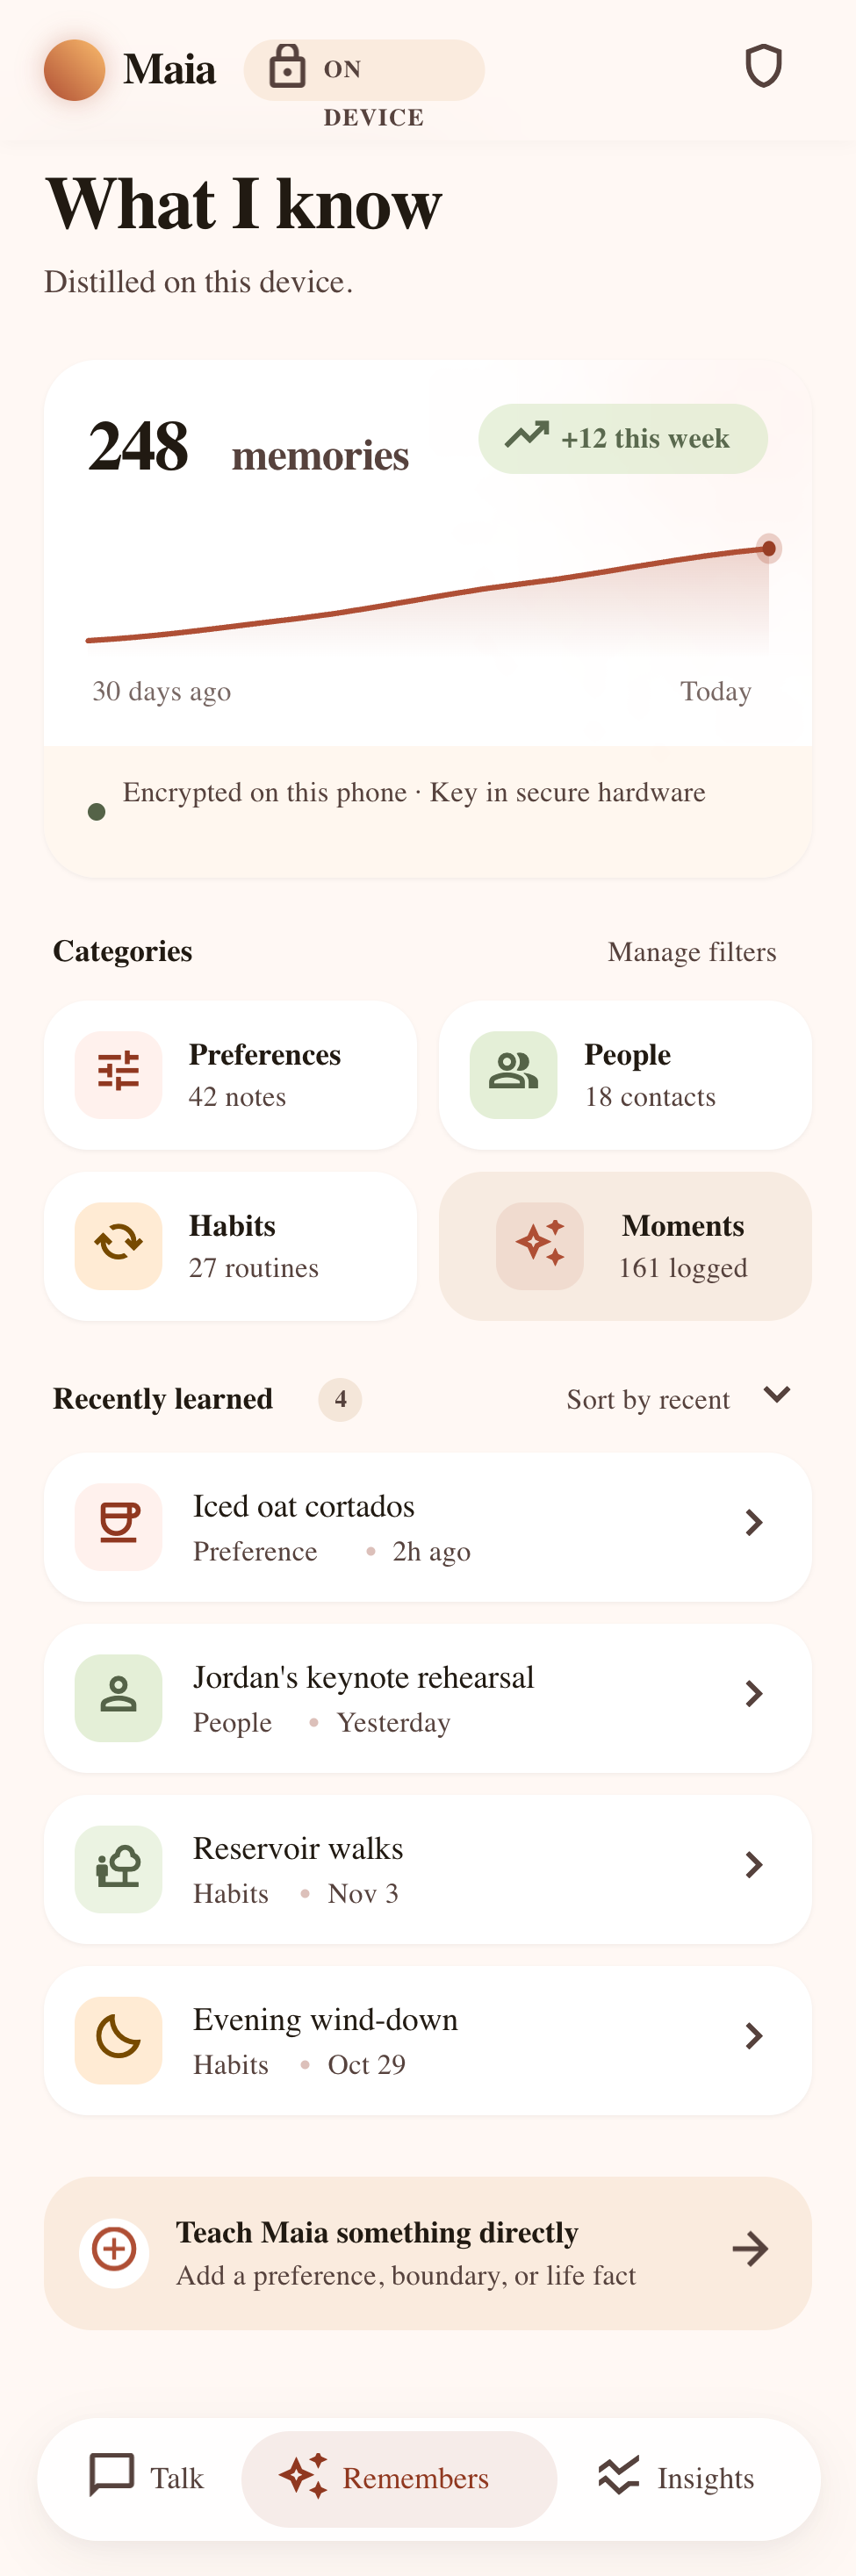 Maia
ON
DEVICE
What I know
Distilled on this device.
248 memories
+12 this week
30 days ago
Today
Encrypted on this phone · Key in secure hardware
Categories
Manage filters
Preferences
42 notes
People
18 contacts
Habits
27 routines
Moments
161 logged
Recently learned
4
Sort by recent
Iced oat cortados
Preference • 2h ago
Jordan's keynote rehearsal
People • Yesterday
Reservoir walks
Habits • Nov 3
Evening wind-down
Habits • Oct 29
Teach Maia something directly
Add a preference, boundary, or life fact
Talk
Remembers
Insights